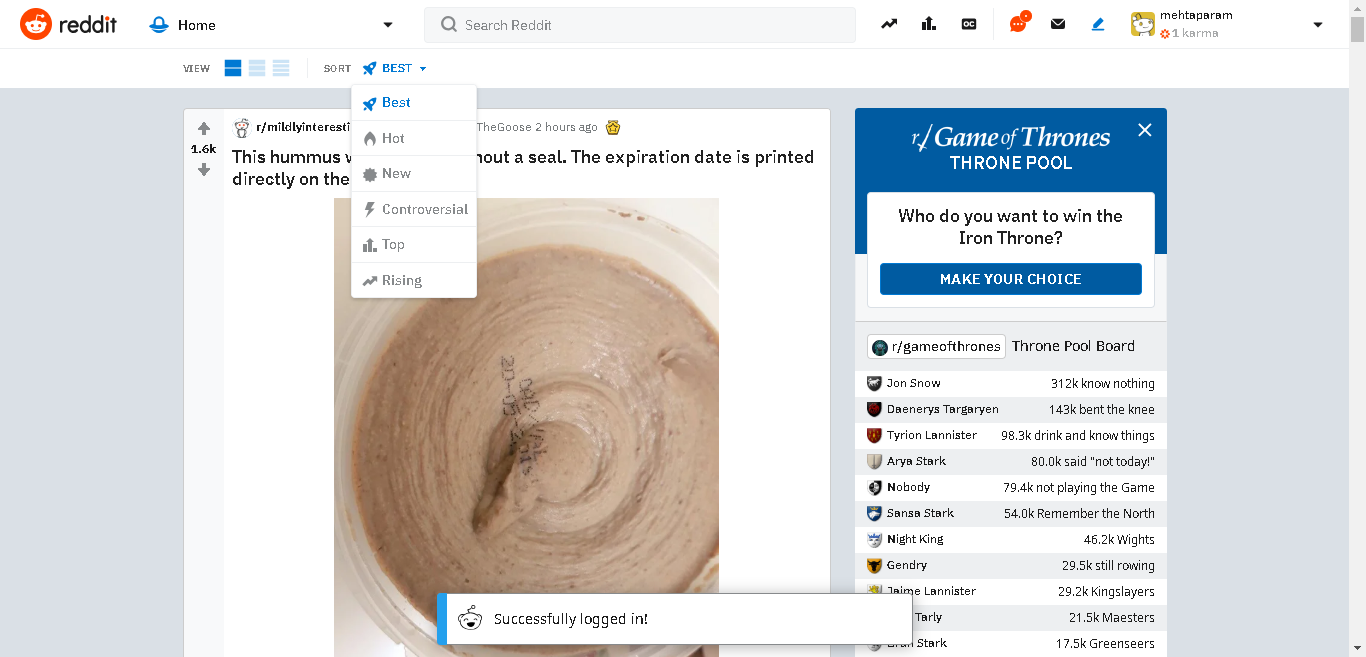 reddit
Home
Search Reddit
mehtaparam
1 karma
VIEW
SORT
BEST
Best
Hot
New
Controversial
Top
Rising
1.6k
r/mildlyinteresti
TheGoose 2 hours ago
This hummus
out a seal. The expiration date is printed
directly on the
r/Game of Thrones
THRONE POOL
Who do you want to win the
Iron Throne?
MAKE YOUR CHOICE
r/gameofthrones Throne Pool Board
Jon Snow 312k know nothing
Daenerys Targaryen 143k bent the knee
Tyrion Lannister 98.3k drink and know things
Arya Stark 80.0k said "not today!"
Nobody 79.4k not playing the Game
Sansa Stark 54.0k Remember the North
Night King 46.2k Wights
Gendry 29.5k still rowing
Jaime Lannister 29.2k Kingslayers
Tarly 21.5k Maesters
Bran Stark 17.5k Greenseers
Successfully logged in!